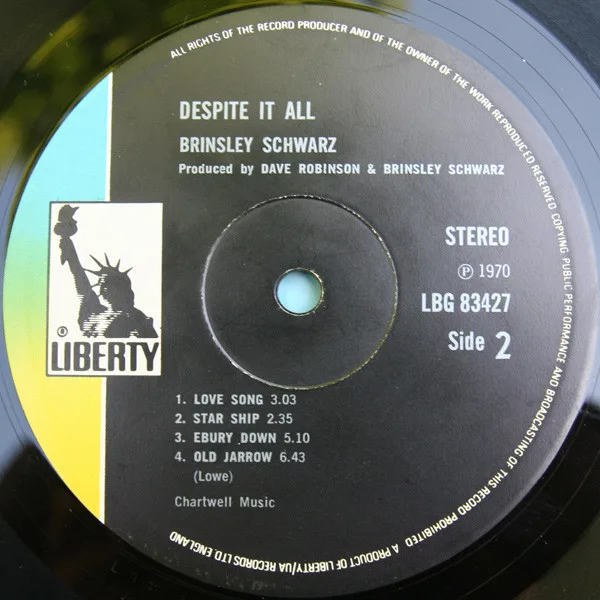 ALL RIGHTS OF THE RECORD PRODUCER AND OF THE OWNER OF THE WORK REPRODUCED RESERVED COPYING PUBLIC PERFORMANCE AND BROADCASTING OF THIS RECORD PROHIBITED
DESPITE IT ALL
BRINSLEY SCHWARZ
Produced by DAVE ROBINSON & BRINSLEY SCHWARZ
STEREO
Ⓟ 1970
LBG 83427
Side 2
®
LIBERTY
1. LOVE SONG 3.03
2. STAR SHIP 2.35
3. EBURY DOWN 5.10
4. OLD JARROW 6.43
(Lowe)
Chartwell Music
A PRODUCT OF LIBERTY/UA RECORDS LTD. ENGLAND